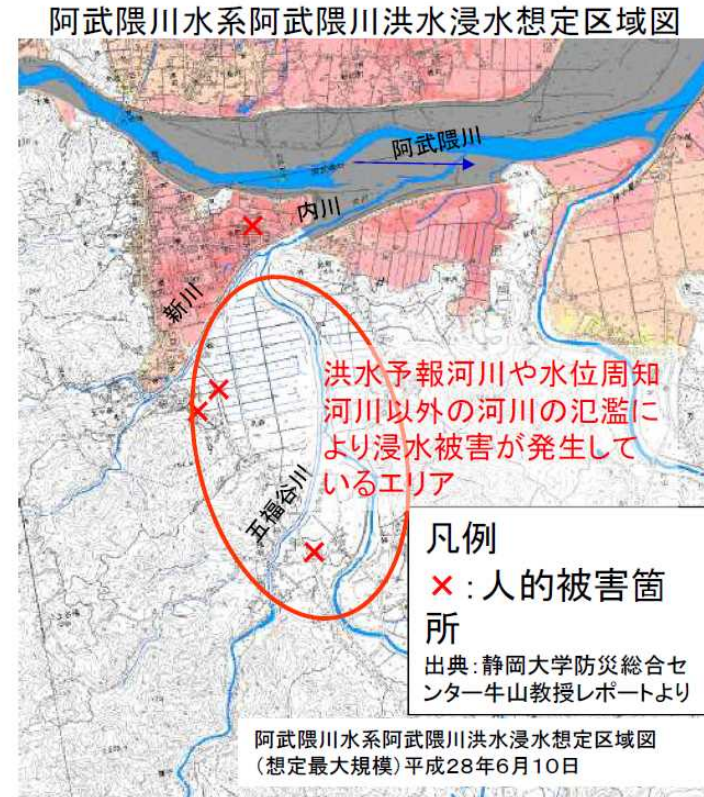 阿武隈川水系阿武隈川洪水浸水想定区域図
阿武隈川
内川
新川
洪水予報河川や水位周知
河川以外の河川の氾濫に
より浸水被害が発生して
いるエリア
五福谷川
凡例
×:人的被害箇
所
出典:静岡大学防災総合セ
ンター牛山教授レポートより
阿武隈川水系阿武隈川洪水浸水想定区域図
(想定最大規模)平成28年6月10日